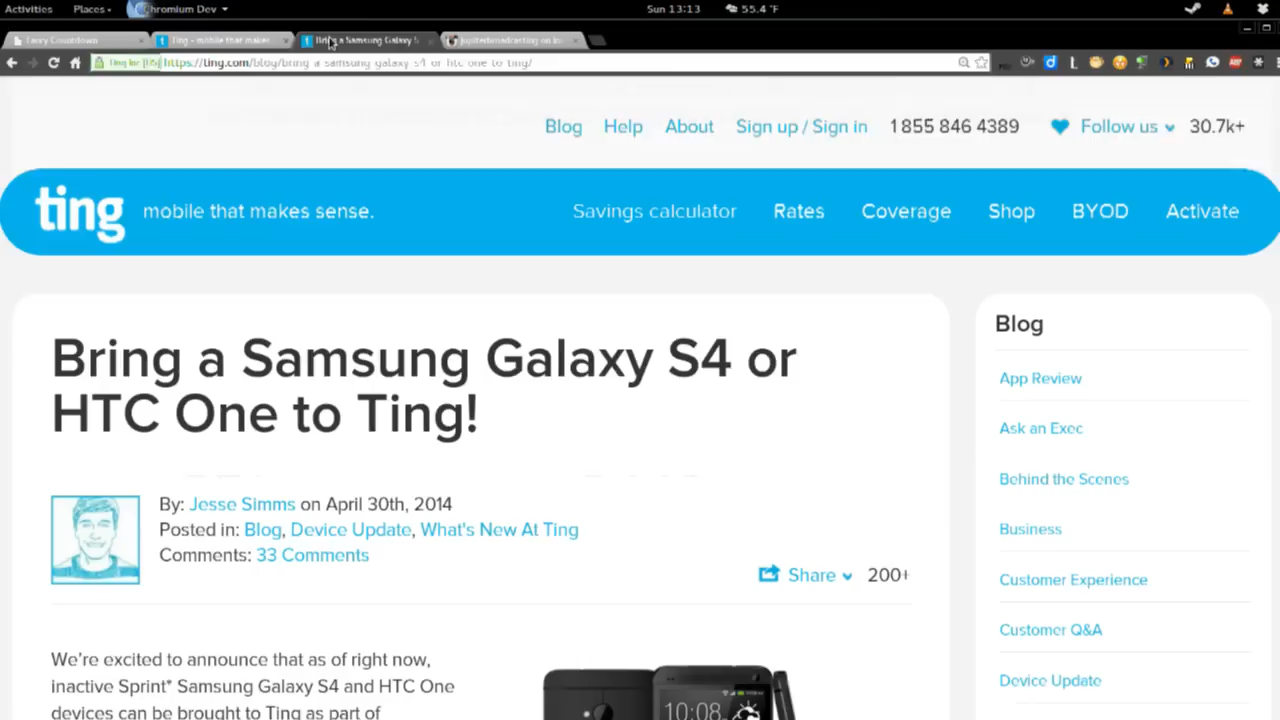 Activities Places Chromium Dev Sun 13:13 55.4 °F
Ting - mobile that makes Bring a Samsung Galaxy S jupiterbroadcasting on
https://ting.com/blog/bring a samsung galaxy s4 or htc one to ting/
Blog Help About Sign up / Sign in 1 855 846 4389 Follow us 30.7k+
ting mobile that makes sense. Savings calculator Rates Coverage Shop BYOD Activate
Bring a Samsung Galaxy S4 or
HTC One to Ting!
By: Jesse Simms on April 30th, 2014
Posted in: Blog, Device Update, What's New At Ting
Comments: 33 Comments
Share 200+
We're excited to announce that as of right now,
inactive Sprint* Samsung Galaxy S4 and HTC One
devices can be brought to Ting as part of
10:08
Blog
App Review
Ask an Exec
Behind the Scenes
Business
Customer Experience
Customer Q&A
Device Update